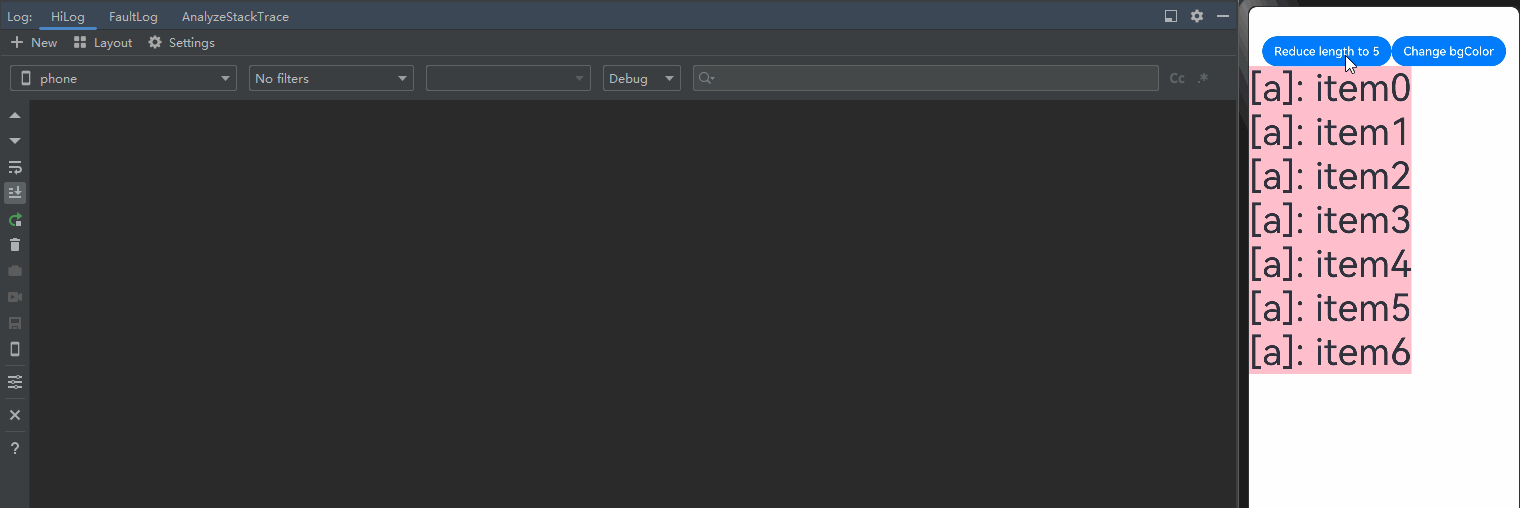 Log: HiLog FaultLog AnalyzeStackTrace
New Layout Settings
phone No filters Debug Cc .*
?
Reduce length to 5 Change bgColor
[a]: item0
[a]: item1
[a]: item2
[a]: item3
[a]: item4
[a]: item5
[a]: item6